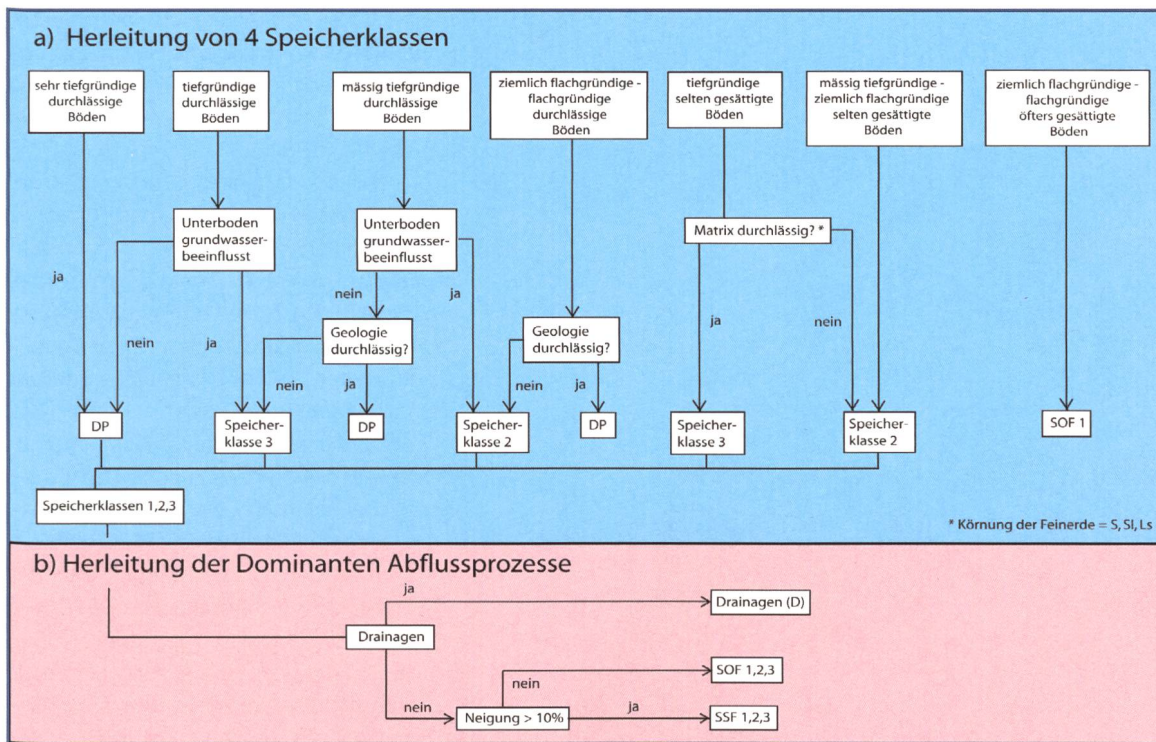 a) Herleitung von 4 Speicherklassen
sehr tiefgründige
durchlässige
Böden
tiefgründige
durchlässige
Böden
mässig tiefgründige
durchlässige
Böden
ziemlich flachgründige -
flachgründige
durchlässige
Böden
tiefgründige
selten gesättigte
Böden
mässig tiefgründige -
ziemlich flachgründige
selten gesättigte
Böden
ziemlich flachgründige -
flachgründige
öfters gesättigte
Böden
Unterboden
grundwasser-
beeinflusst
Unterboden
grundwasser-
beeinflusst
Matrix durchlässig? *
ja
nein
ja
nein
ja
Geologie
durchlässig?
nein
ja
Geologie
durchlässig?
nein
ja
ja
nein
DP
Speicher-
klasse 3
DP
Speicher-
klasse 2
DP
Speicher-
klasse 3
Speicher-
klasse 2
SOF 1
Speicherklassen 1,2,3
* Körnung der Feinerde = S, Sl, Ls
b) Herleitung der Dominanten Abflussprozesse
Drainagen
ja
Drainagen (D)
nein
Neigung > 10%
nein
SOF 1,2,3
ja
SSF 1,2,3